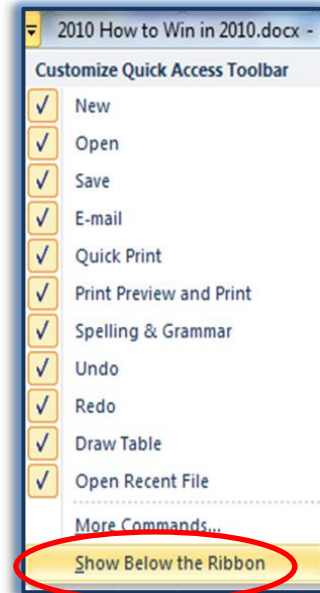 2010 How to Win in 2010.docx -
Customize Quick Access Toolbar
New
Open
Save
E-mail
Quick Print
Print Preview and Print
Spelling & Grammar
Undo
Redo
Draw Table
Open Recent File
More Commands...
Show Below the Ribbon